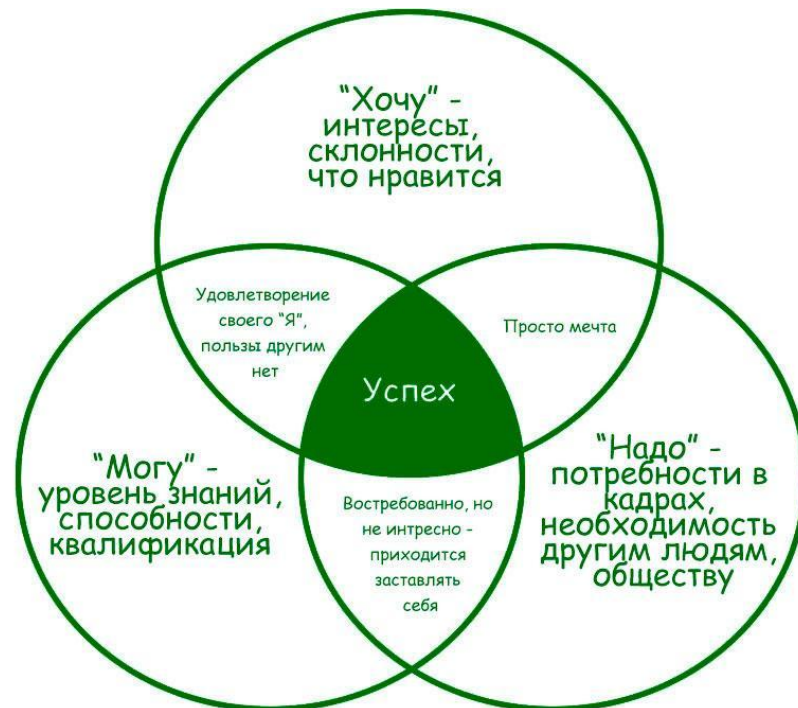 “Хочу” -
интересы,
склонности,
что нравится
Удовлетворение
своего “Я”,
пользы другим
нет
Просто мечта
Успех
“Могу” -
уровень знаний,
способности,
квалификация
“Надо” -
потребности в
кадрах,
необходимость
другим людям,
обществу
Востребованно, но
не интресно -
приходится
заставлять
себя